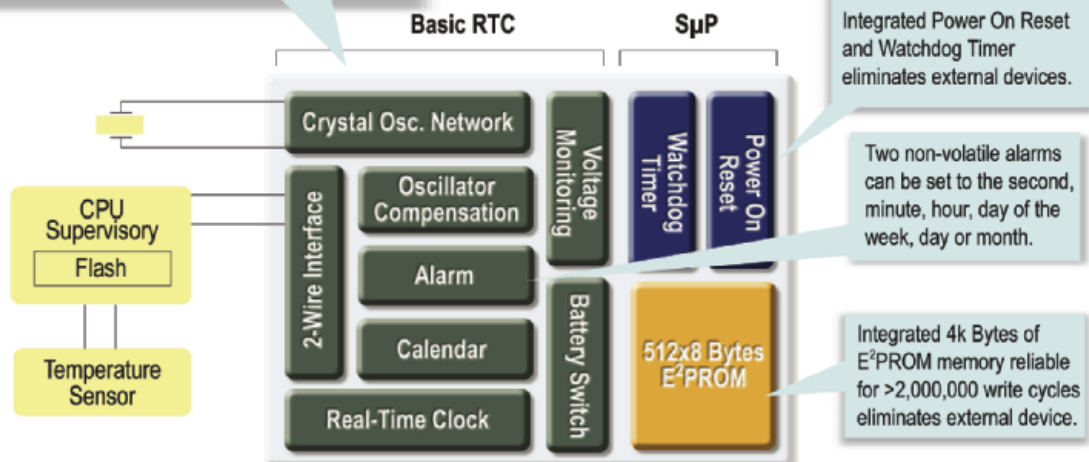 Basic RTC
SµP
Integrated Power On Reset
and Watchdog Timer
eliminates external devices.
Crystal Osc. Network
Voltage
Monitoring
Watchdog
Timer
Power On
Reset
Two non-volatile alarms
can be set to the second,
minute, hour, day of the
week, day or month.
2-Wire Interface
Oscillator
Compensation
CPU
Supervisory
Flash
Alarm
Battery Switch
Calendar
512x8 Bytes
E²PROM
Integrated 4k Bytes of
E²PROM memory reliable
for >2,000,000 write cycles
eliminates external device.
Temperature
Sensor
Real-Time Clock